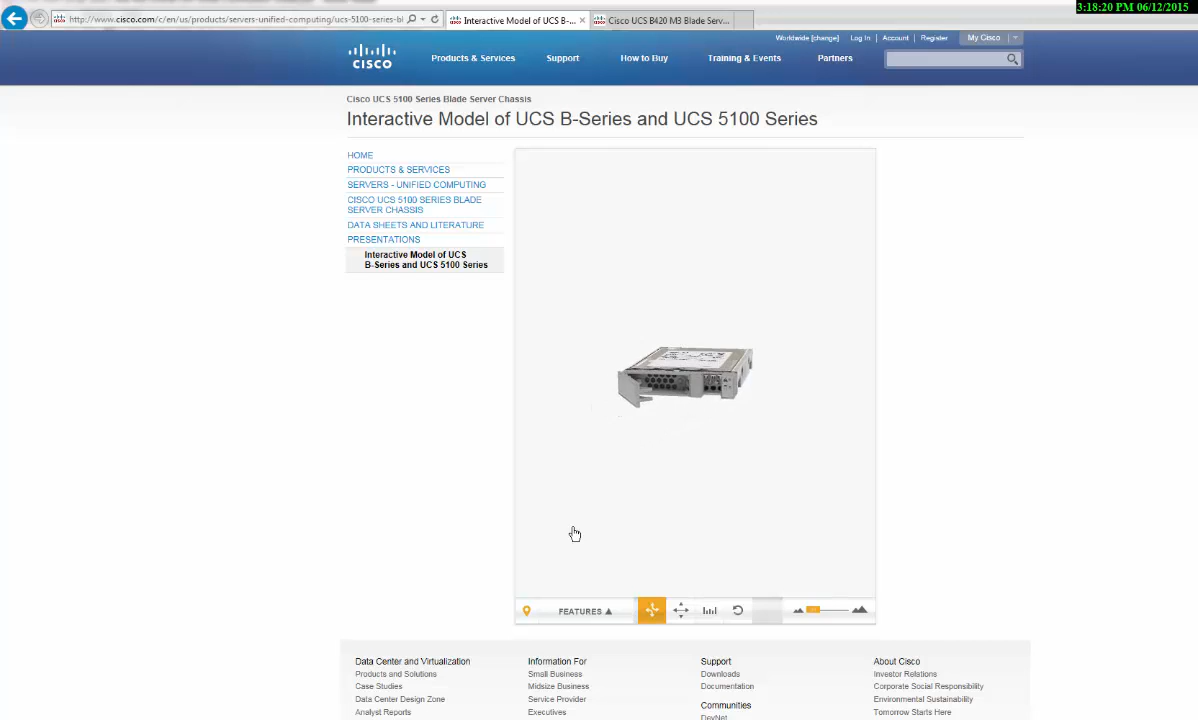 3:18:20 PM 06/12/2015
http://www.cisco.com/c/en/us/products/servers-unified-computing/ucs-5100-series-bl
Interactive Model of UCS B-...
Cisco UCS B420 M3 Blade Serv...
Worldwide [change] Log In Account Register My Cisco
cisco
Products & Services Support How to Buy Training & Events Partners
Cisco UCS 5100 Series Blade Server Chassis
Interactive Model of UCS B-Series and UCS 5100 Series
HOME
PRODUCTS & SERVICES
SERVERS - UNIFIED COMPUTING
CISCO UCS 5100 SERIES BLADE
SERVER CHASSIS
DATA SHEETS AND LITERATURE
PRESENTATIONS
Interactive Model of UCS
B-Series and UCS 5100 Series
FEATURES
Data Center and Virtualization
Products and Solutions
Case Studies
Data Center Design Zone
Analyst Reports
Information For
Small Business
Midsize Business
Service Provider
Executives
Support
Downloads
Documentation
Communities
DevNet
About Cisco
Investor Relations
Corporate Social Responsibility
Environmental Sustainability
Tomorrow Starts Here